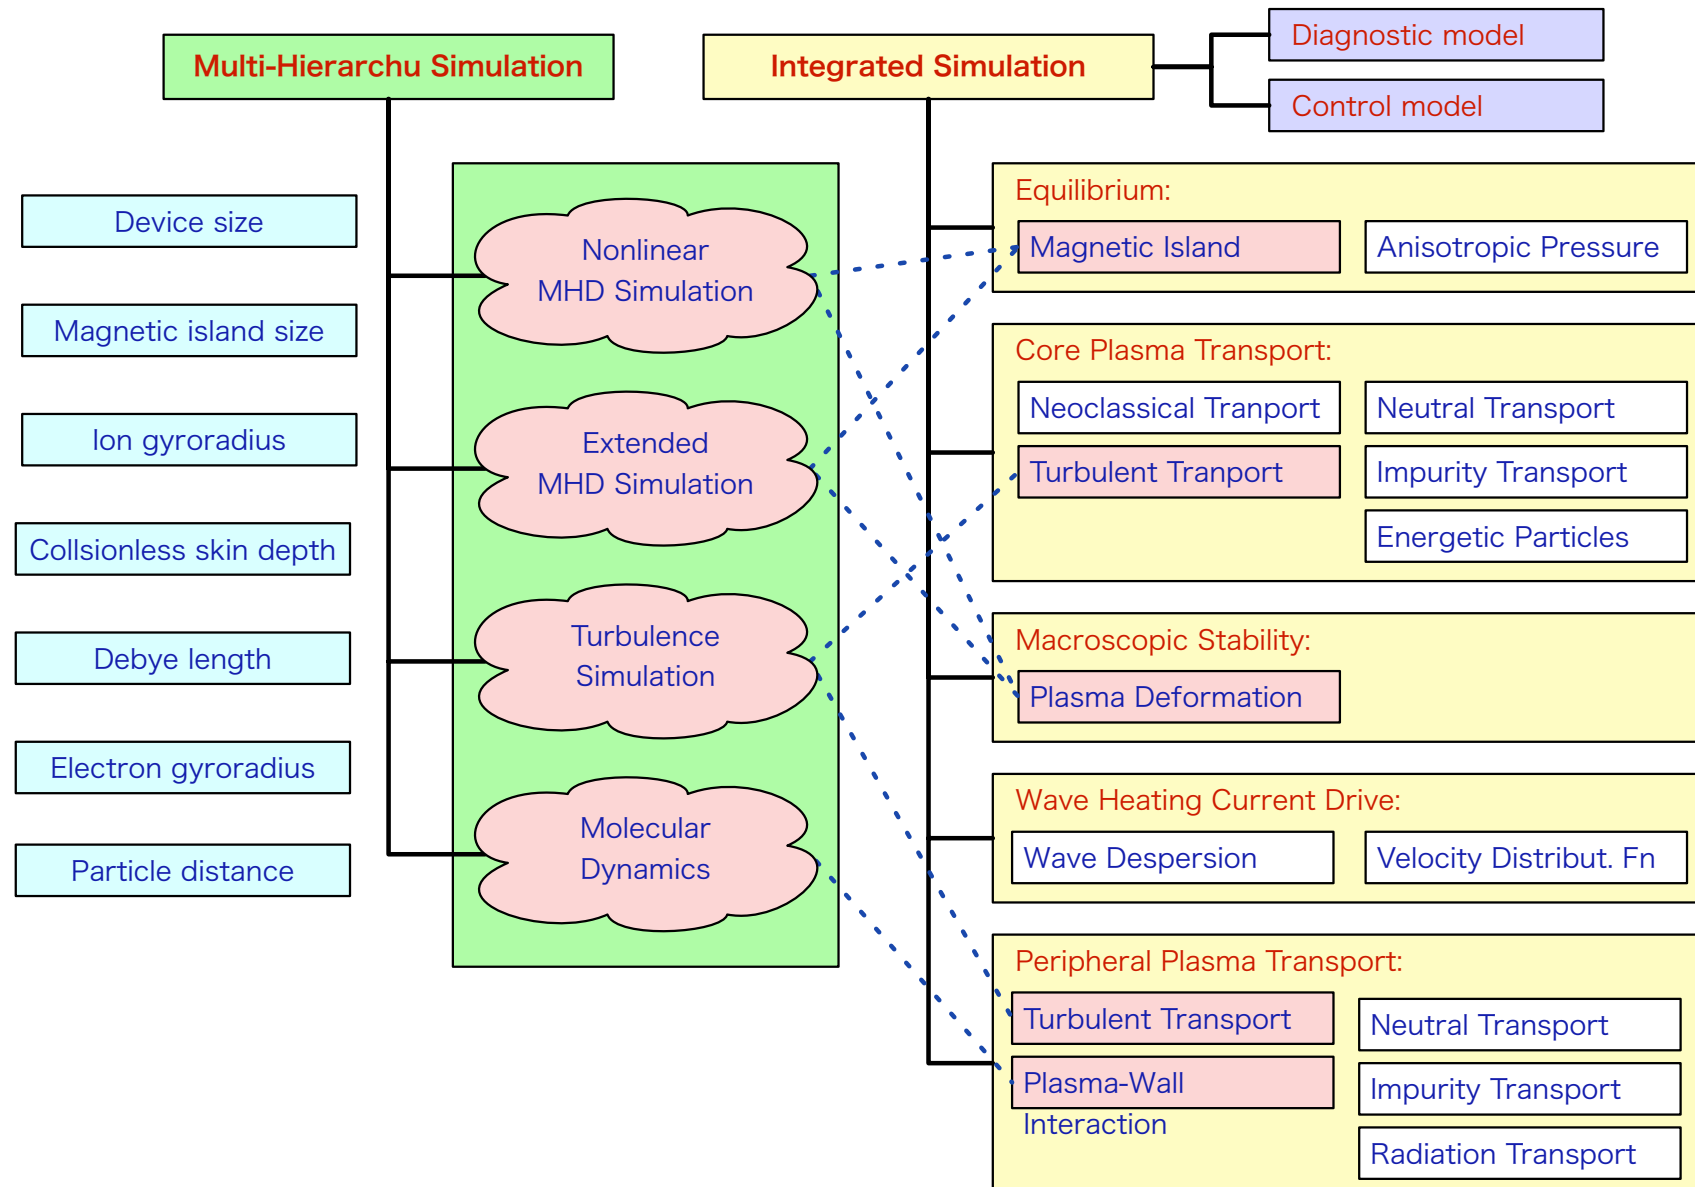 Multi-Hierarchu Simulation
Integrated Simulation
Diagnostic model
Control model
Device size
Magnetic island size
Ion gyroradius
Collsionless skin depth
Debye length
Electron gyroradius
Particle distance
Nonlinear
MHD Simulation
Extended
MHD Simulation
Turbulence
Simulation
Molecular
Dynamics
Equilibrium:
Magnetic Island
Anisotropic Pressure
Core Plasma Transport:
Neoclassical Tranport
Neutral Transport
Turbulent Tranport
Impurity Transport
Energetic Particles
Macroscopic Stability:
Plasma Deformation
Wave Heating Current Drive:
Wave Despersion
Velocity Distribut. Fn
Peripheral Plasma Transport:
Turbulent Transport
Neutral Transport
Plasma-Wall
Interaction
Impurity Transport
Radiation Transport